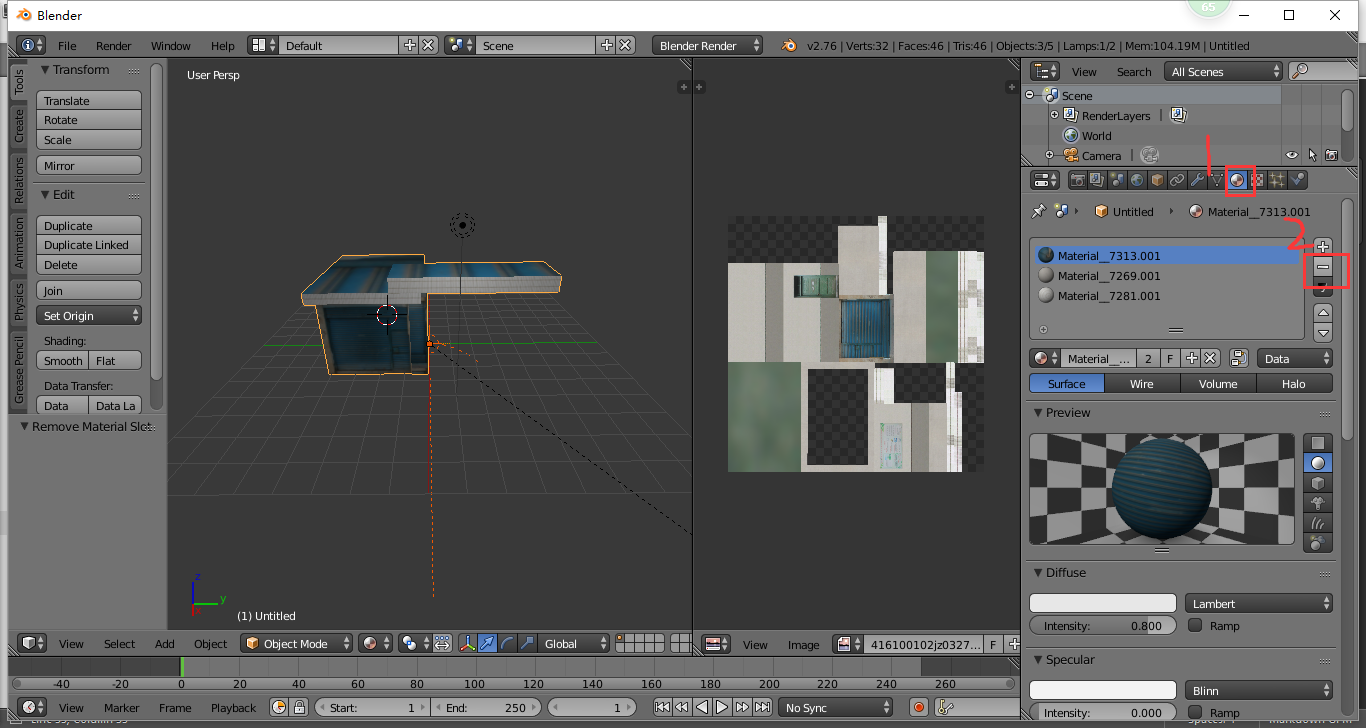 65
Blender
File Render Window Help Default Scene Blender Render v2.76 | Verts:32 | Faces:46 | Tris:46 | Objects:3/5 | Lamps:1/2 | Mem:104.19M | Untitled
Tools
Create
Relations
Animation
Physics
Grease Pencil
Transform
Translate
Rotate
Scale
Mirror
Edit
Duplicate
Duplicate Linked
Delete
Join
Set Origin
Shading:
Smooth Flat
Data Transfer:
Data Data La
Remove Material Slot
User Persp
z
y
(1) Untitled
View Select Add Object Object Mode Global
View Image 416100102jz0327... F
View Search All Scenes
Scene
RenderLayers
World
Camera
1
Untitled Material__7313.001
2
Material__7313.001
Material__7269.001
Material__7281.001
Material_... 2 F Data
Surface Wire Volume Halo
Preview
Diffuse
Lambert
Intensity: 0.800 Ramp
Specular
Blinn
Intensity: 0.000 Ramp
-40 -20 0 20 40 60 80 100 120 140 160 180 200 220 240 260
View Marker Frame Playback Start: 1 End: 250 1 No Sync